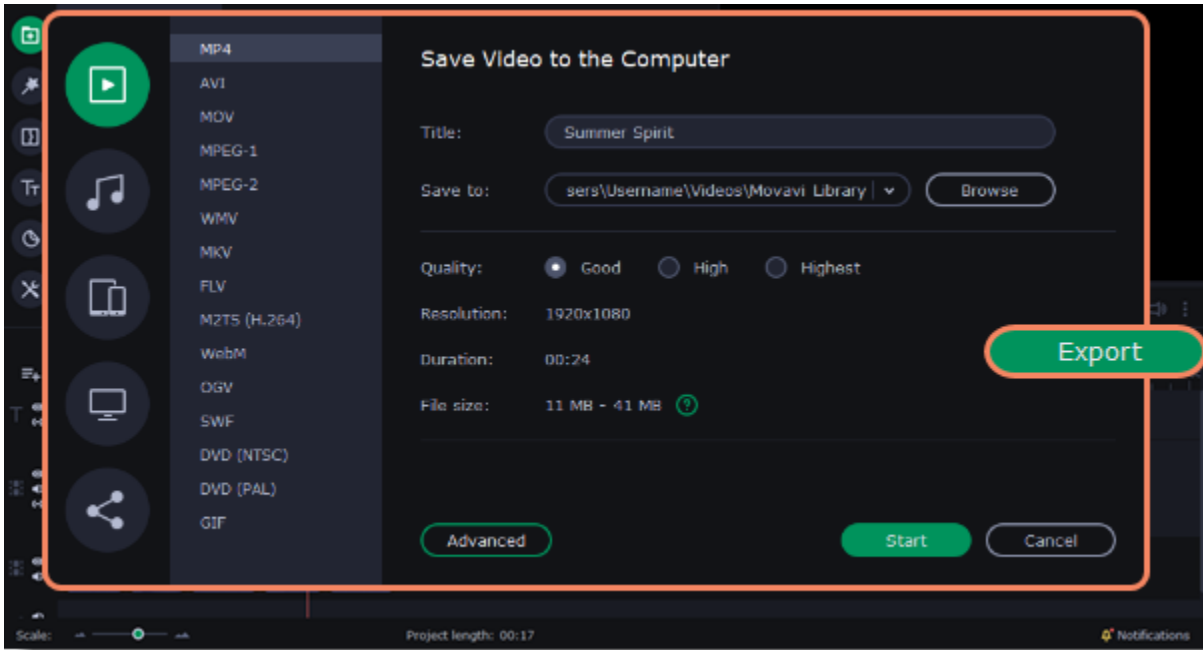 MP4
AVI
MOV
MPEG-1
MPEG-2
WMV
MKV
FLV
M2TS (H.264)
WebM
OGV
SWF
DVD (NTSC)
DVD (PAL)
GIF
Save Video to the Computer
Title: Summer Spirit
Save to: sers\Username\Videos\Movavi Library Browse
Quality: Good High Highest
Resolution: 1920x1080
Duration: 00:24
File size: 11 MB - 41 MB ?
Export
Advanced Start Cancel
Scale: Project length: 00:17 Notifications